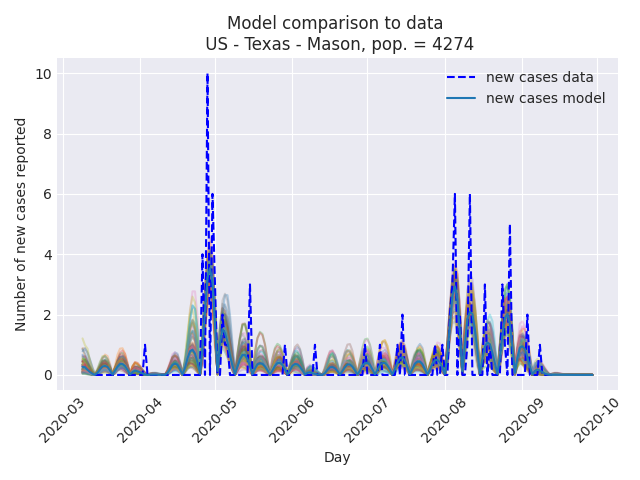 Model comparison to data
US - Texas - Mason, pop. = 4274
new cases data
new cases model
Number of new cases reported
10
8
6
4
2
0
2020-03
2020-04
2020-05
2020-06
2020-07
2020-08
2020-09
2020-10
Day